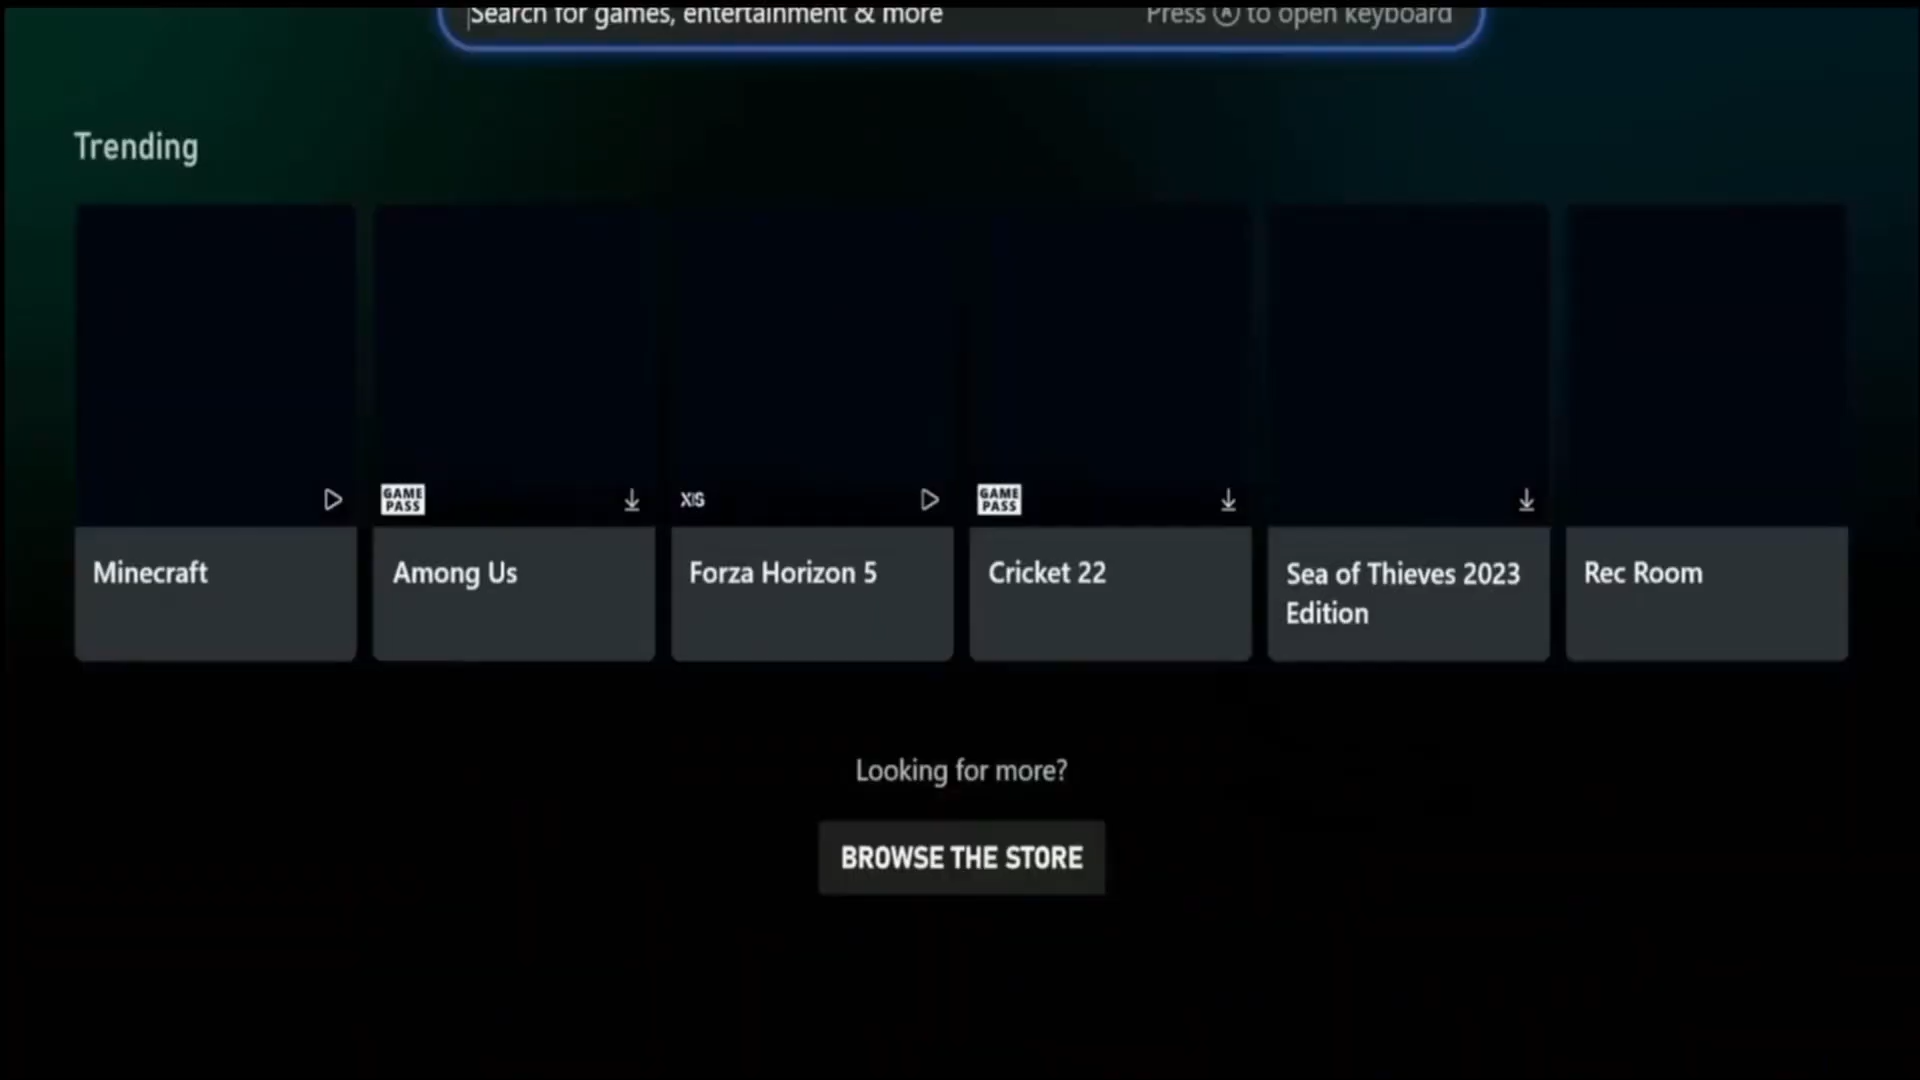 Search for games, entertainment & more
Press A to open keyboard
Trending
GAME
PASS
X|S
GAME
PASS
Minecraft
Among Us
Forza Horizon 5
Cricket 22
Sea of Thieves 2023
Edition
Rec Room
Looking for more?
BROWSE THE STORE